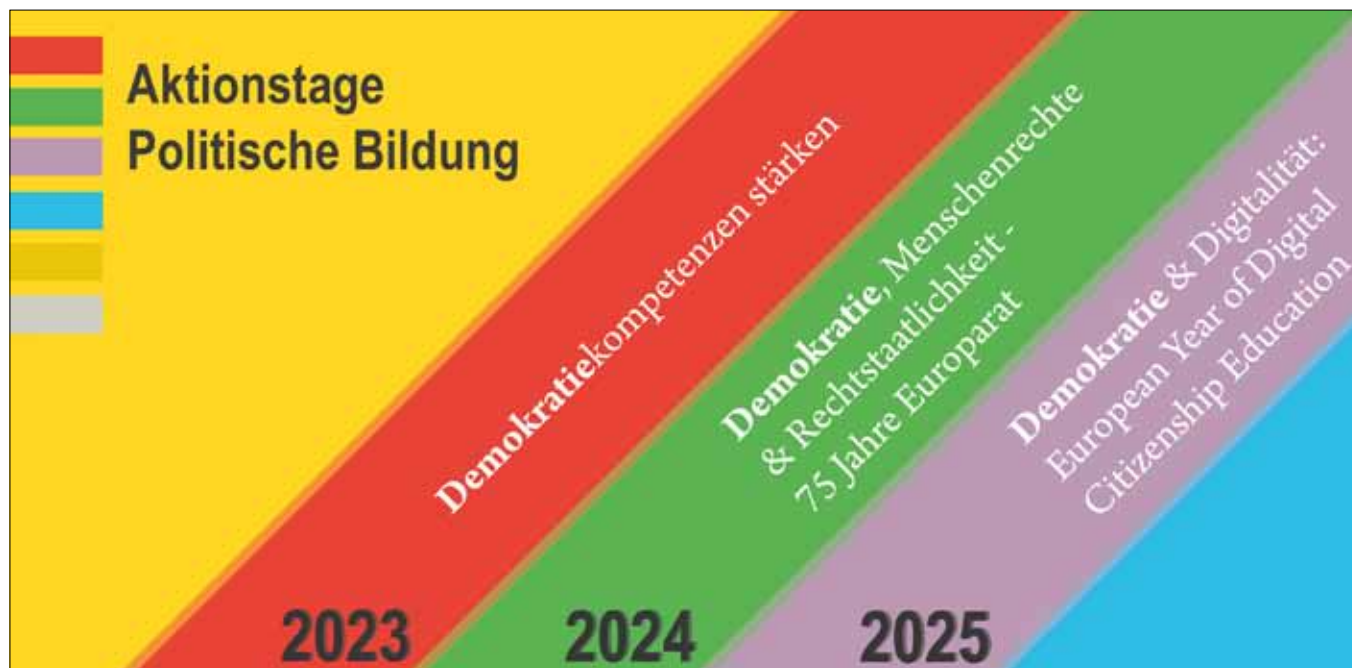 Aktionstage
Politische Bildung
Demokratiekompetenzen stärken
2023
Demokratie, Menschenrechte
& Rechtstaatlichkeit -
75 Jahre Europarat
2024
Demokratie & Digitalität:
European Year of Digital
Citizenship Education
2025